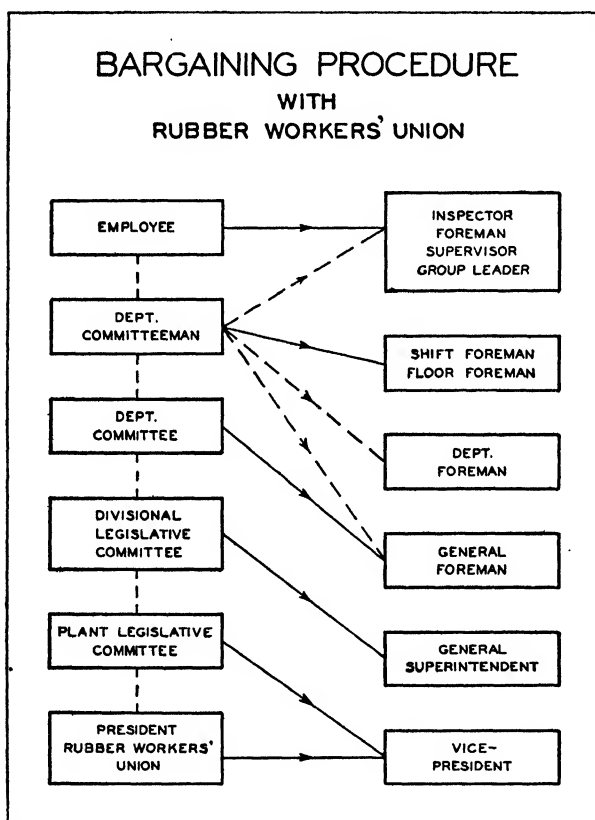 BARGAINING PROCEDURE
WITH
RUBBER WORKERS' UNION
EMPLOYEE
INSPECTOR
FOREMAN
SUPERVISOR
GROUP LEADER
DEPT.
COMMITTEEMAN
SHIFT FOREMAN
FLOOR FOREMAN
DEPT.
COMMITTEE
DEPT.
FOREMAN
DIVISIONAL
LEGISLATIVE
COMMITTEE
GENERAL
FOREMAN
PLANT LEGISLATIVE
COMMITTEE
GENERAL
SUPERINTENDENT
PRESIDENT
RUBBER WORKERS'
UNION
VICE-
PRESIDENT